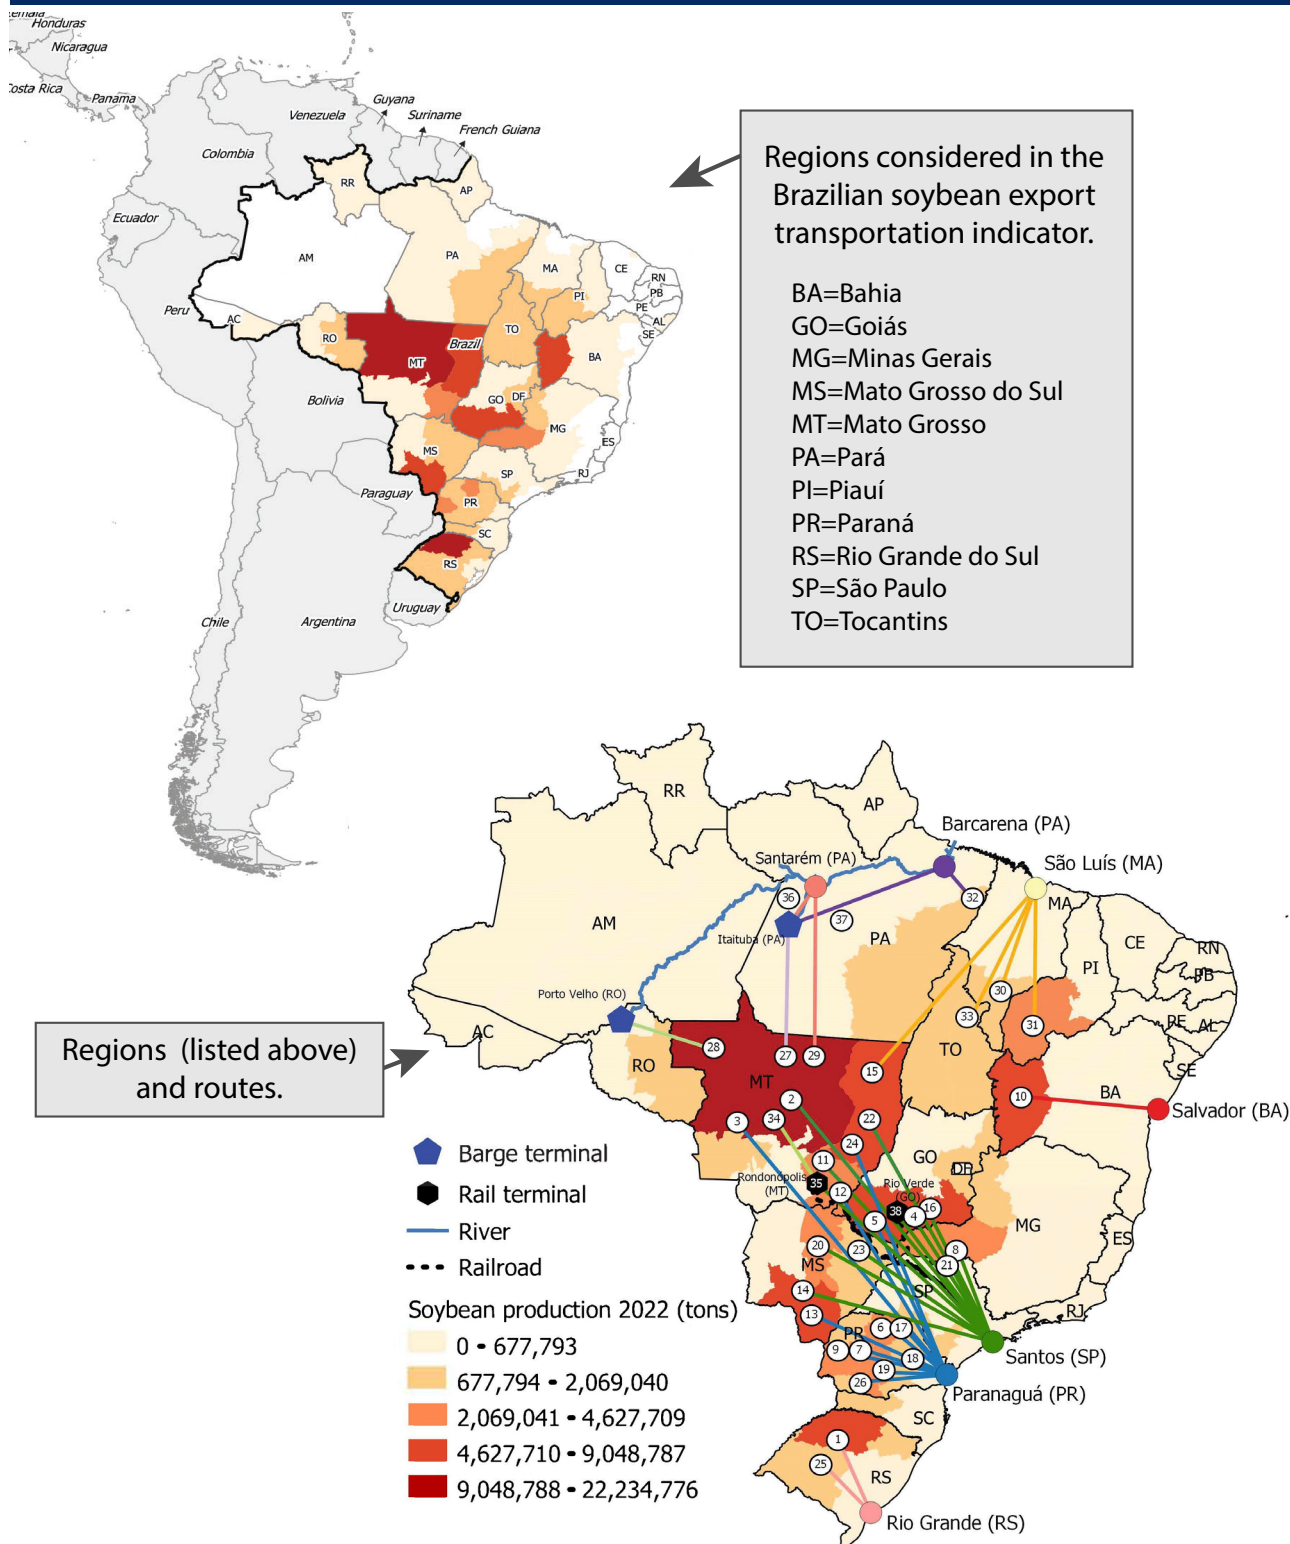 Honduras
Nicaragua
Costa Rica
Panama
Venezuela
Guyana
Suriname
French Guiana
Colombia
RR
AP
Ecuador
AM
PA
MA
CE
RN
PB
PE
AL
SE
PI
Peru
AC
RO
TO
Brazil
MT
BA
Bolivia
GO
DF
MG
MS
ES
SP
RJ
Paraguay
PR
SC
RS
Uruguay
Chile
Argentina
Regions considered in the
Brazilian soybean export
transportation indicator.
BA=Bahia
GO=Goiás
MG=Minas Gerais
MS=Mato Grosso do Sul
MT=Mato Grosso
PA=Pará
PI=Piauí
PR=Paraná
RS=Rio Grande do Sul
SP=São Paulo
TO=Tocantins
RR
AP
Barcarena (PA)
Santarém (PA)
São Luís (MA)
36
32
MA
37
AM
Itaituba (PA)
PA
CE
RN
PI
PB
Porto Velho (RO)
30
33
31
PE
AL
AC
28
27
29
TO
RO
15
SE
MT
2
10
BA
Salvador (BA)
3
34
22
24
11
GO
DF
Rondonópolis
(MT)
35
12
Rio Verde
(GO)
38
4
16
5
MG
20
23
8
ES
MS
21
14
SP
13
RJ
6
17
PR
Santos (SP)
9
7
18
19
26
Paranaguá (PR)
SC
1
25
RS
Rio Grande (RS)
Regions (listed above)
and routes.
Barge terminal
Rail terminal
River
Railroad
Soybean production 2022 (tons)
0 - 677,793
677,794 - 2,069,040
2,069,041 - 4,627,709
4,627,710 - 9,048,787
9,048,788 - 22,234,776